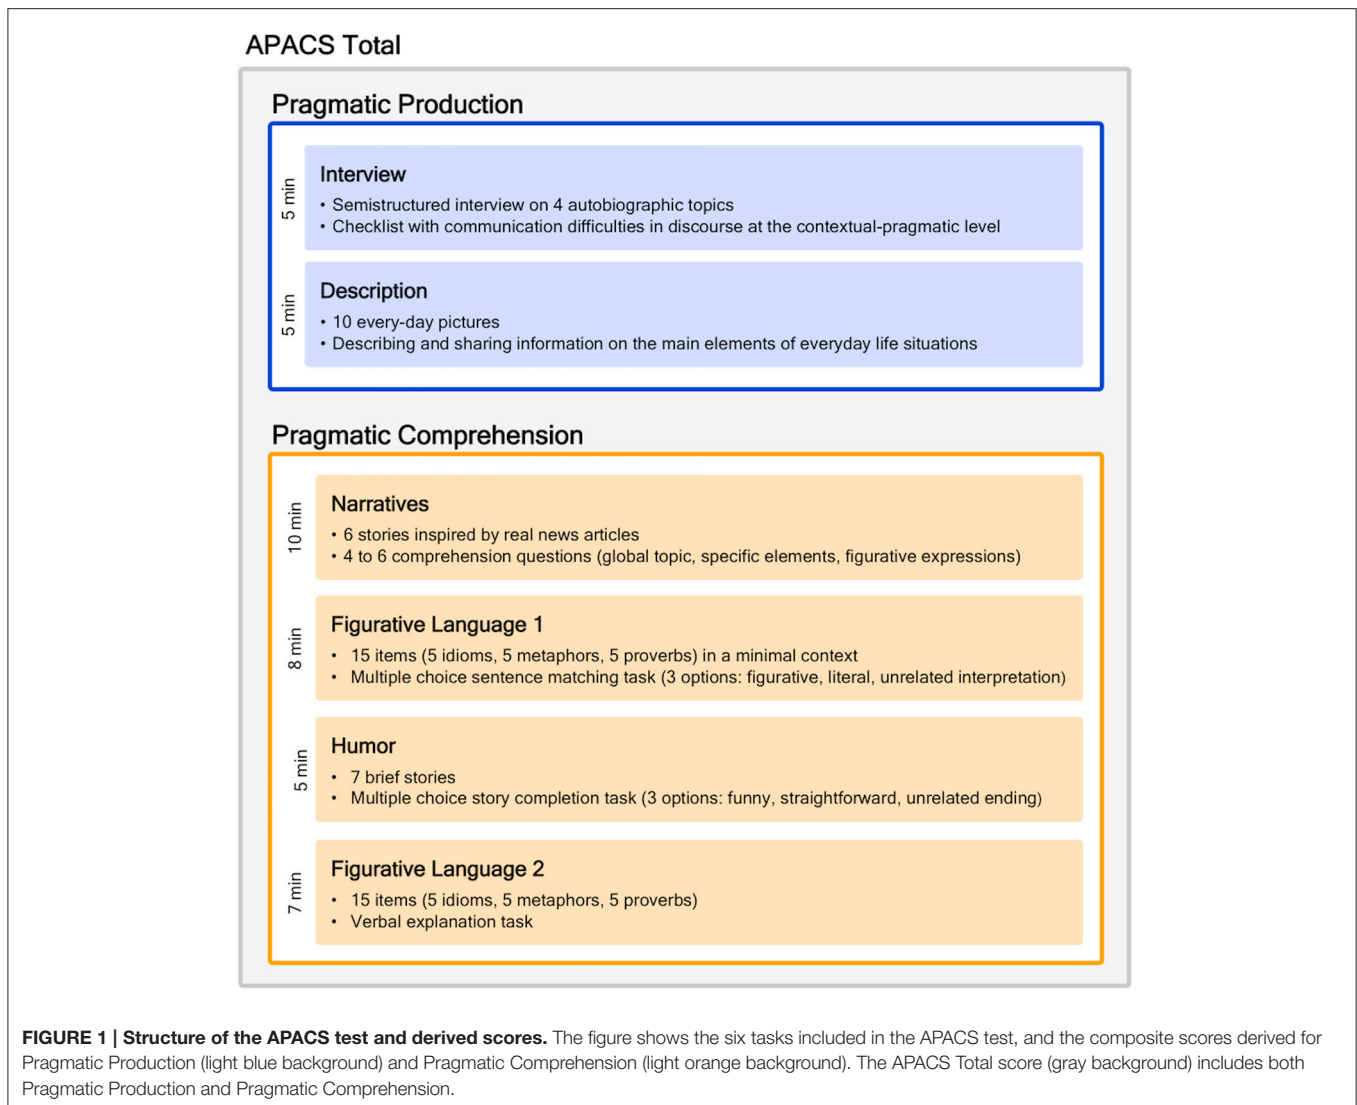 APACS Total
Pragmatic Production
5 min
Interview
• Semistructured interview on 4 autobiographic topics
• Checklist with communication difficulties in discourse at the contextual-pragmatic level
5 min
Description
• 10 every-day pictures
• Describing and sharing information on the main elements of everyday life situations
Pragmatic Comprehension
10 min
Narratives
• 6 stories inspired by real news articles
• 4 to 6 comprehension questions (global topic, specific elements, figurative expressions)
8 min
Figurative Language 1
• 15 items (5 idioms, 5 metaphors, 5 proverbs) in a minimal context
• Multiple choice sentence matching task (3 options: figurative, literal, unrelated interpretation)
5 min
Humor
• 7 brief stories
• Multiple choice story completion task (3 options: funny, straightforward, unrelated ending)
7 min
Figurative Language 2
• 15 items (5 idioms, 5 metaphors, 5 proverbs)
• Verbal explanation task
FIGURE 1 | Structure of the APACS test and derived scores. The figure shows the six tasks included in the APACS test, and the composite scores derived for
Pragmatic Production (light blue background) and Pragmatic Comprehension (light orange background). The APACS Total score (gray background) includes both
Pragmatic Production and Pragmatic Comprehension.